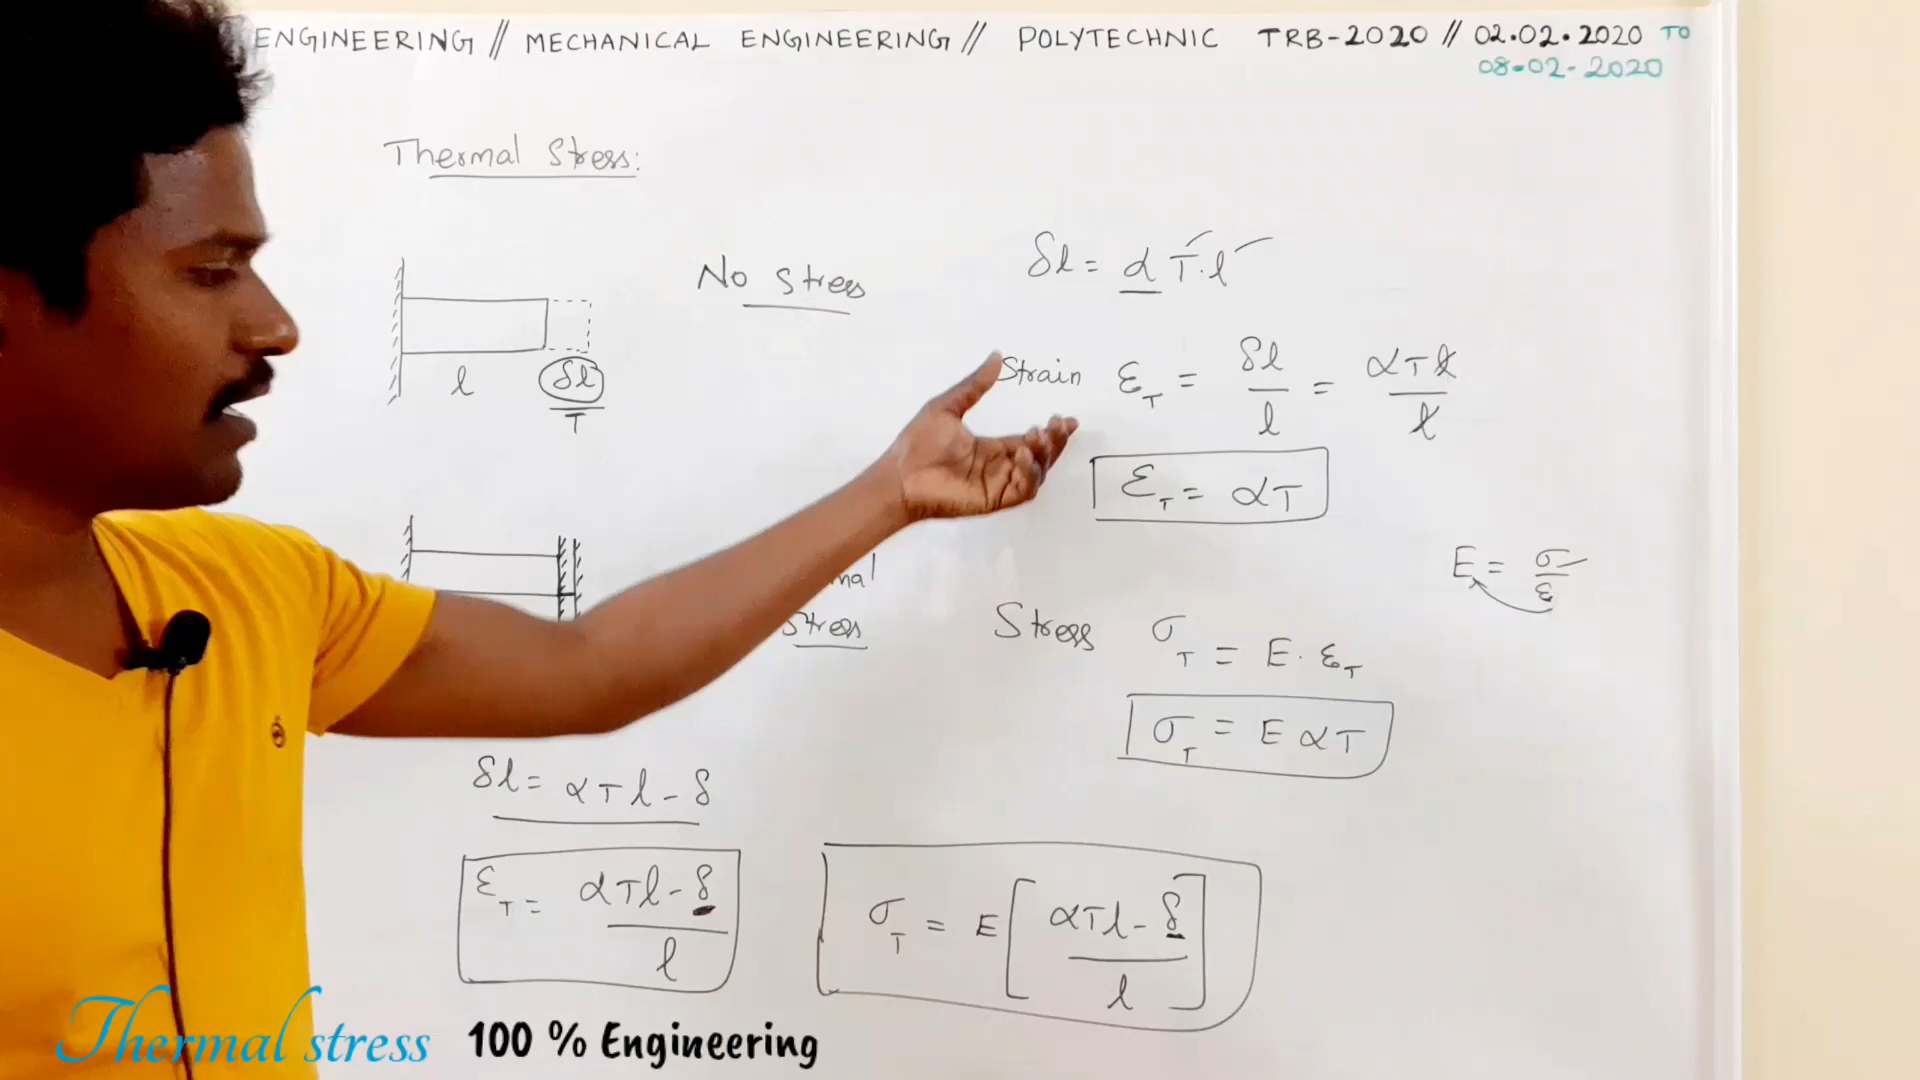 ENGINEERING // MECHANICAL ENGINEERING // POLYTECHNIC TRB-2020 // 02.02.2020 TO
08-02-2020
Thermal Stress:
No Stress
δl = αT·l
l
δl
T
Strain ε_T = δl/l = αTl/l
ε_T = αT
E = σ/ε
Stress
Stress σ_T = E·ε_T
σ_T = EαT
δl = αTl-δ
ε_T = (αTl-δ)/l
σ_T = E[(αTl-δ)/l]
Thermal stress 100 % Engineering